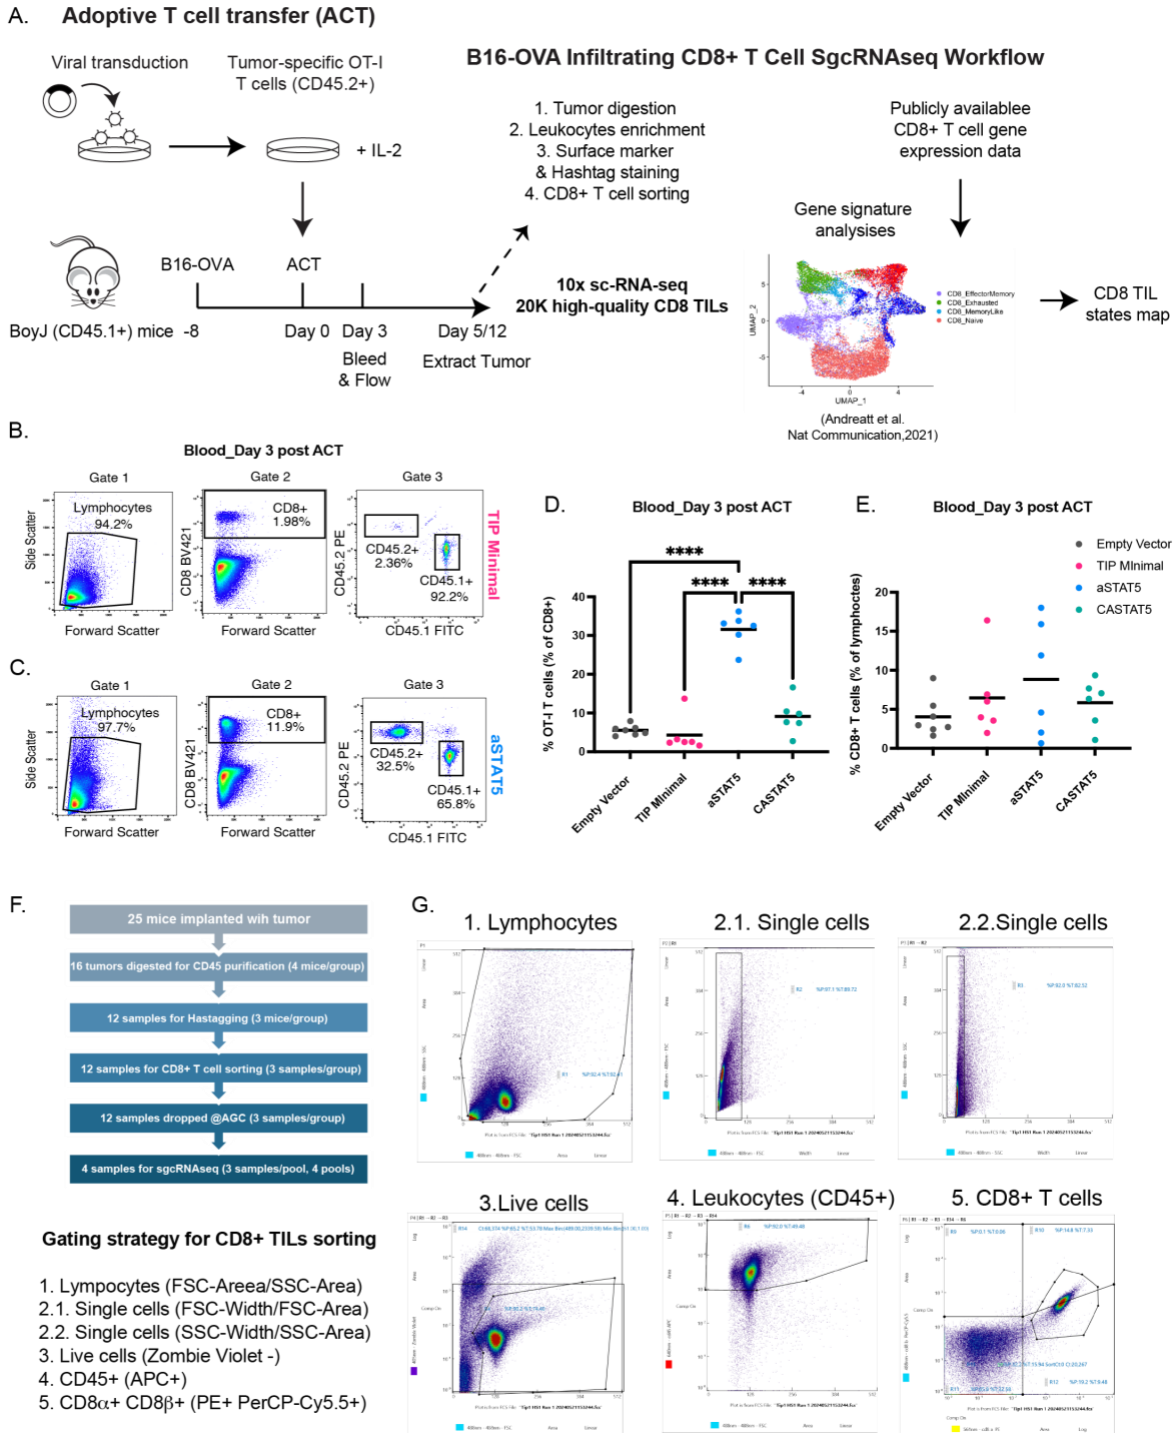 A. Adoptive T cell transfer (ACT)
Viral transduction
Tumor-specific OT-I
T cells (CD45.2+)
+ IL-2
B16-OVA Infiltrating CD8+ T Cell SgcRNAseq Workflow
1. Tumor digestion
2. Leukocytes enrichment
3. Surface marker
& Hashtag staining
4. CD8+ T cell sorting
Publicly availablee
CD8+ T cell gene
expression data
Gene signature
analysises
B16-OVA
ACT
BoyJ (CD45.1+) mice -8
Day 0
Day 3
Bleed
& Flow
Day 5/12
Extract Tumor
10x sc-RNA-seq
20K high-quality CD8 TILs
UMAP_2
5
0
-5
-4
0
4
UMAP_1
CD8_EffectorMemory
CD8_Exhausted
CD8_MemoryLike
CD8_Naive
CD8 TIL
states map
(Andreatt et al.
Nat Communication,2021)
B.
Blood_Day 3 post ACT
Gate 1
Gate 2
Gate 3
Lymphocytes
94.2%
Side Scatter
Forward Scatter
CD8+
1.98%
CD8 BV421
Forward Scatter
CD45.2+
2.36%
CD45.1+
92.2%
CD45.2 PE
CD45.1 FITC
TIP Minimal
C.
Gate 1
Gate 2
Gate 3
Lymphocytes
97.7%
Side Scatter
Forward Scatter
CD8+
11.9%
CD8 BV421
Forward Scatter
CD45.2+
32.5%
CD45.1+
65.8%
CD45.2 PE
CD45.1 FITC
aSTAT5
D.
Blood_Day 3 post ACT
****
****
****
% OT-I T cells (% of CD8+)
40
30
20
10
0
Empty Vector
TIP MInimal
aSTAT5
CASTAT5
E.
Blood_Day 3 post ACT
% CD8+ T cells (% of lymphoctes)
20
15
10
5
0
Empty Vector
TIP MInimal
aSTAT5
CASTAT5
Empty Vector
TIP MInimal
aSTAT5
CASTAT5
F.
25 mice implanted wih tumor
16 tumors digested for CD45 purification (4 mice/group)
12 samples for Hastagging (3 mice/group)
12 samples for CD8+ T cell sorting (3 samples/group)
12 samples dropped @AGC (3 samples/group)
4 samples for sgcRNAseq (3 samples/pool, 4 pools)
Gating strategy for CD8+ TILs sorting
1. Lympocytes (FSC-Areea/SSC-Area)
2.1. Single cells (FSC-Width/FSC-Area)
2.2. Single cells (SSC-Width/SSC-Area)
3. Live cells (Zombie Violet -)
4. CD45+ (APC+)
5. CD8α+ CD8β+ (PE+ PerCP-Cy5.5+)
G.
1. Lymphocytes
2.1. Single cells
2.2.Single cells
3.Live cells
4. Leukocytes (CD45+)
5. CD8+ T cells